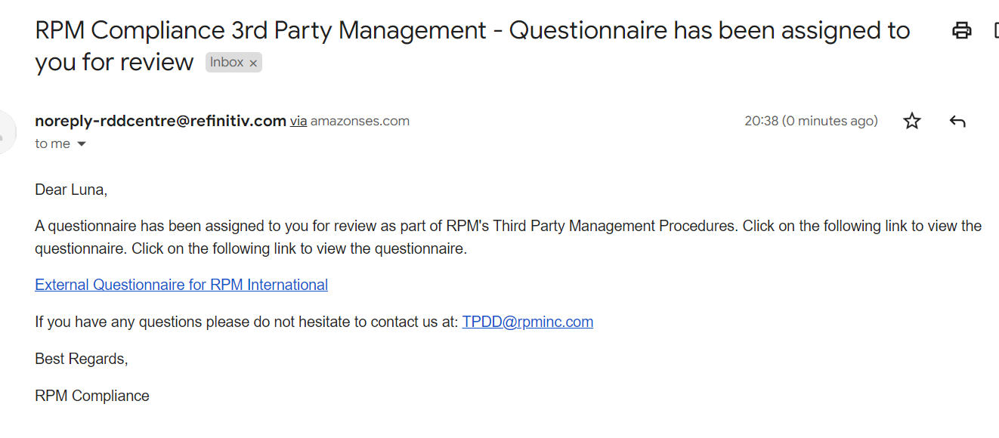 RPM Compliance 3rd Party Management - Questionnaire has been assigned to
you for review Inbox ×
noreply-rddcentre@refinitiv.com via amazonses.com 20:38 (0 minutes ago)
to me
Dear Luna,
A questionnaire has been assigned to you for review as part of RPM's Third Party Management Procedures. Click on the following link to view the
questionnaire. Click on the following link to view the questionnaire.
External Questionnaire for RPM International
If you have any questions please do not hesitate to contact us at: TPDD@rpminc.com
Best Regards,
RPM Compliance